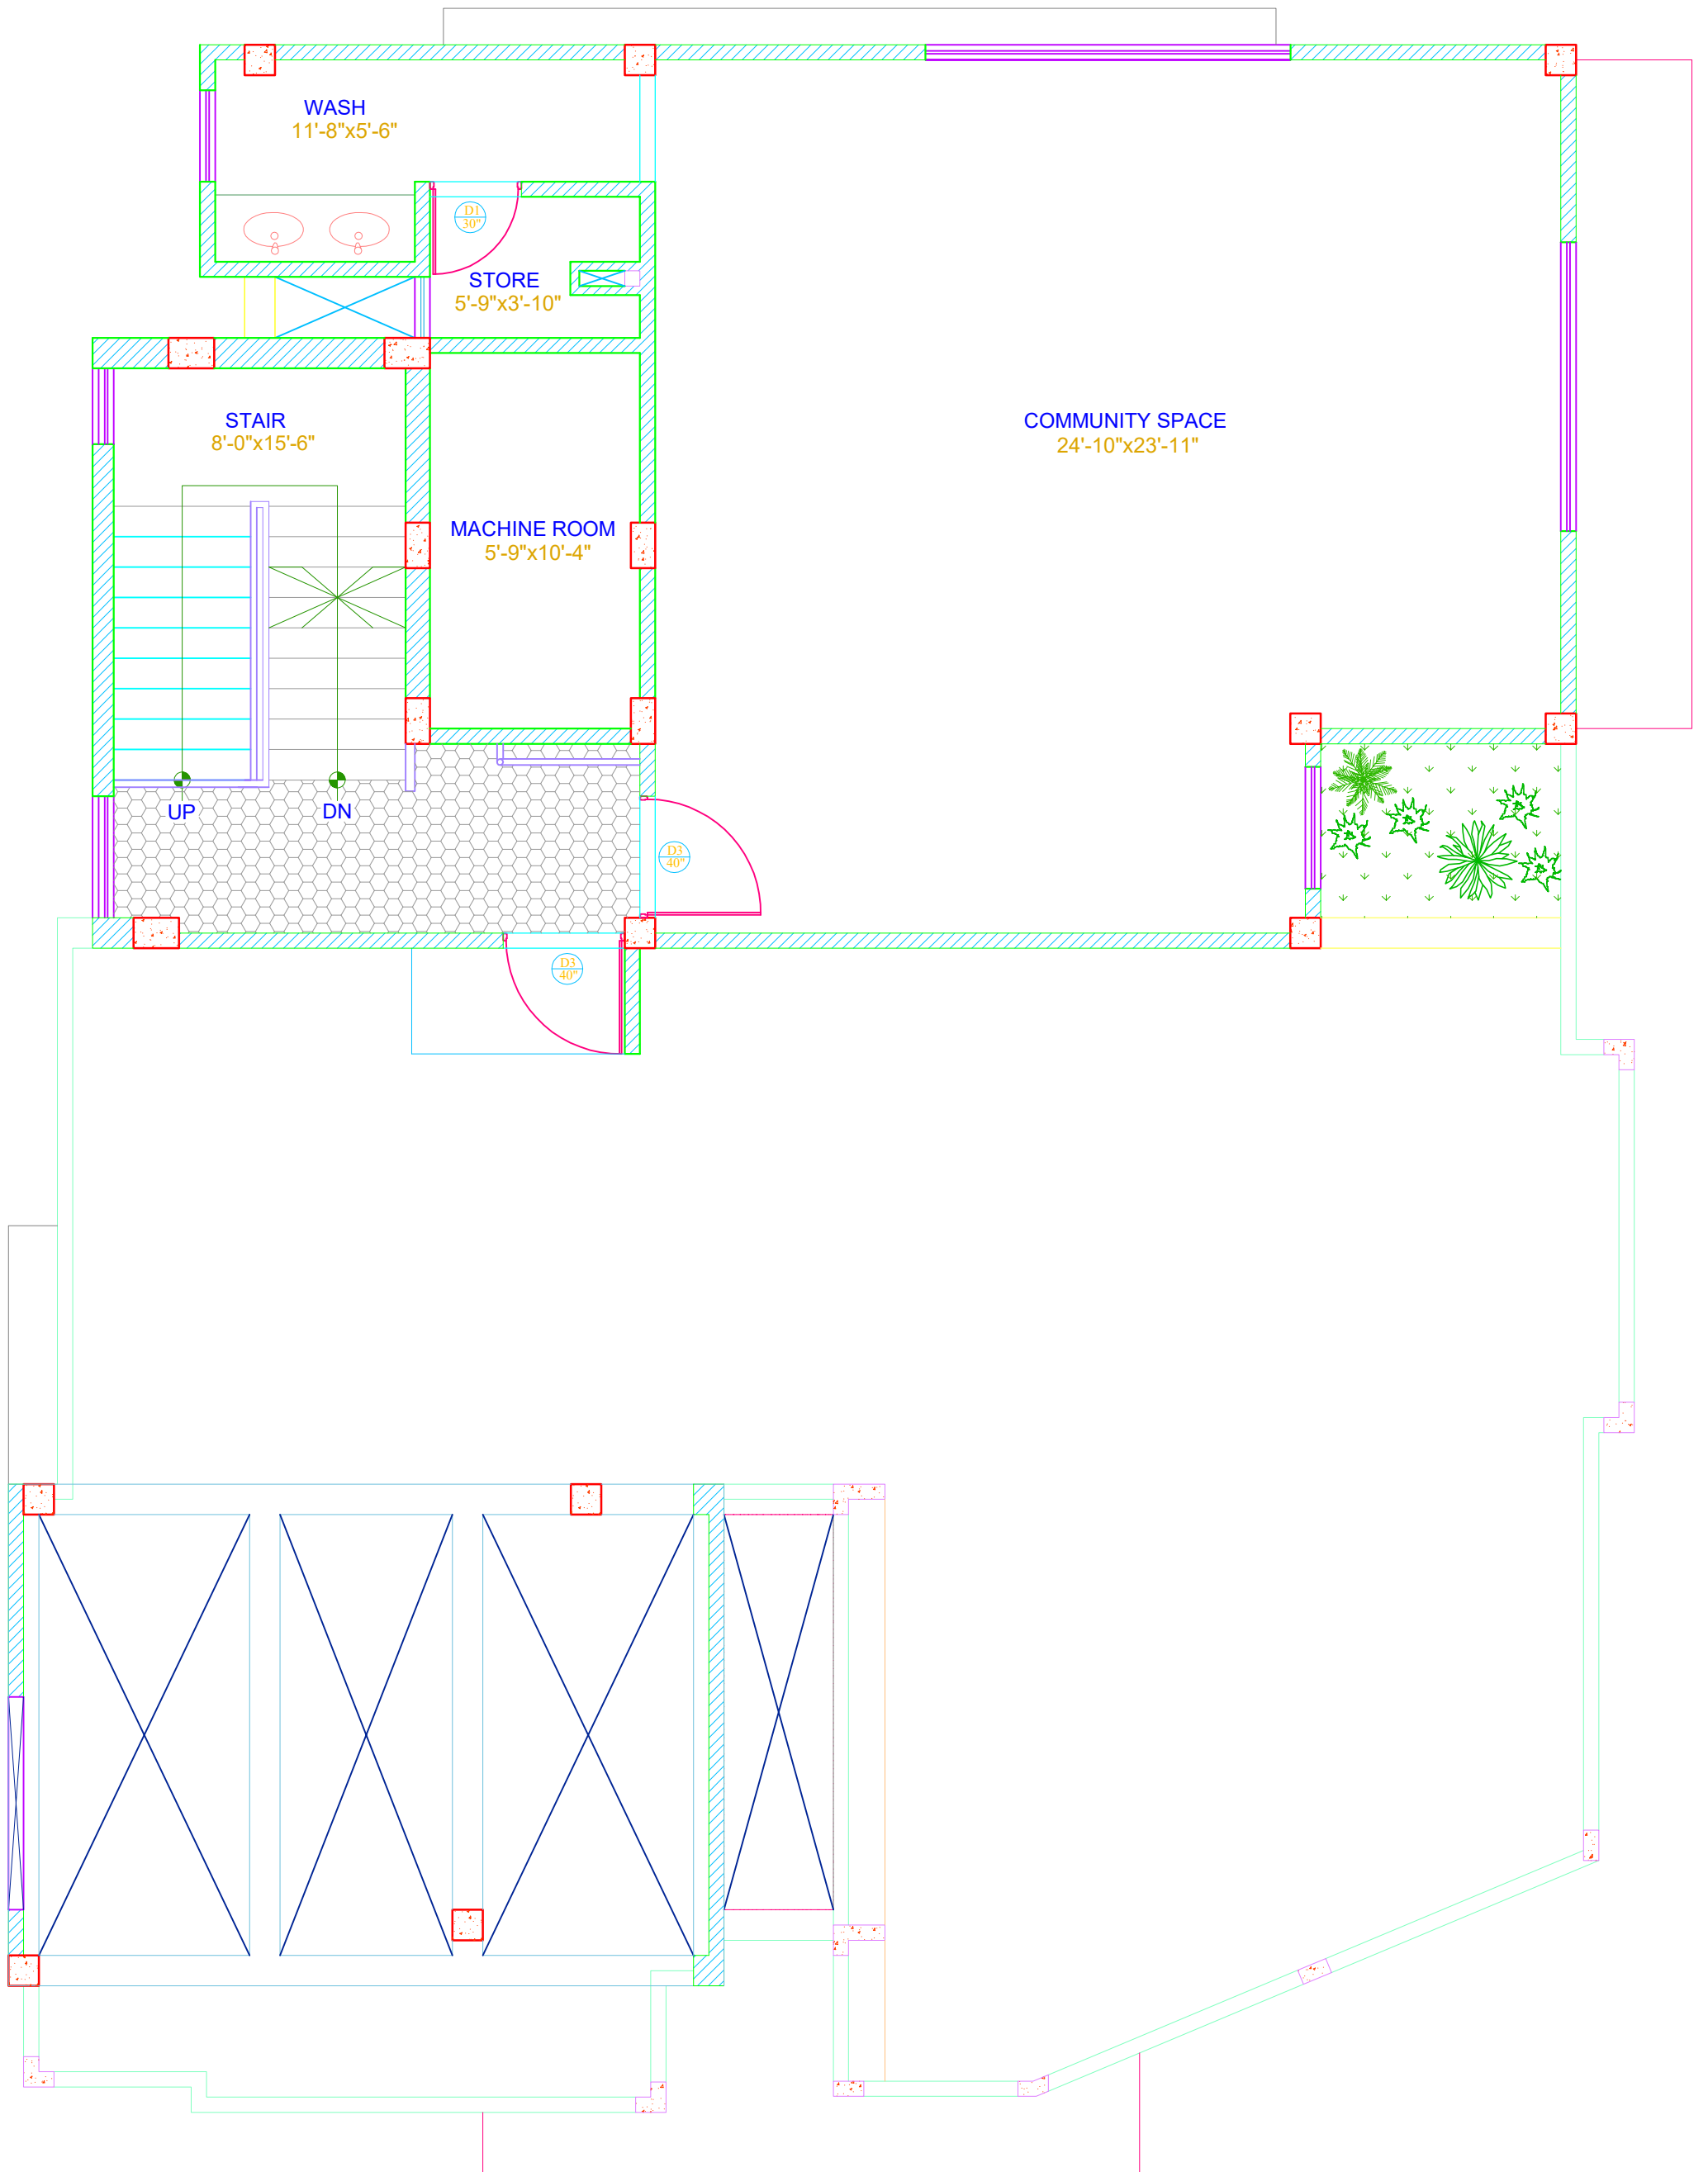 WASH
11'-8"x5'-6"
D1
30"
STORE
5'-9"x3'-10"
STAIR
8'-0"x15'-6"
COMMUNITY SPACE
24'-10"x23'-11"
MACHINE ROOM
5'-9"x10'-4"
UP
DN
D3
40"
D3
40"